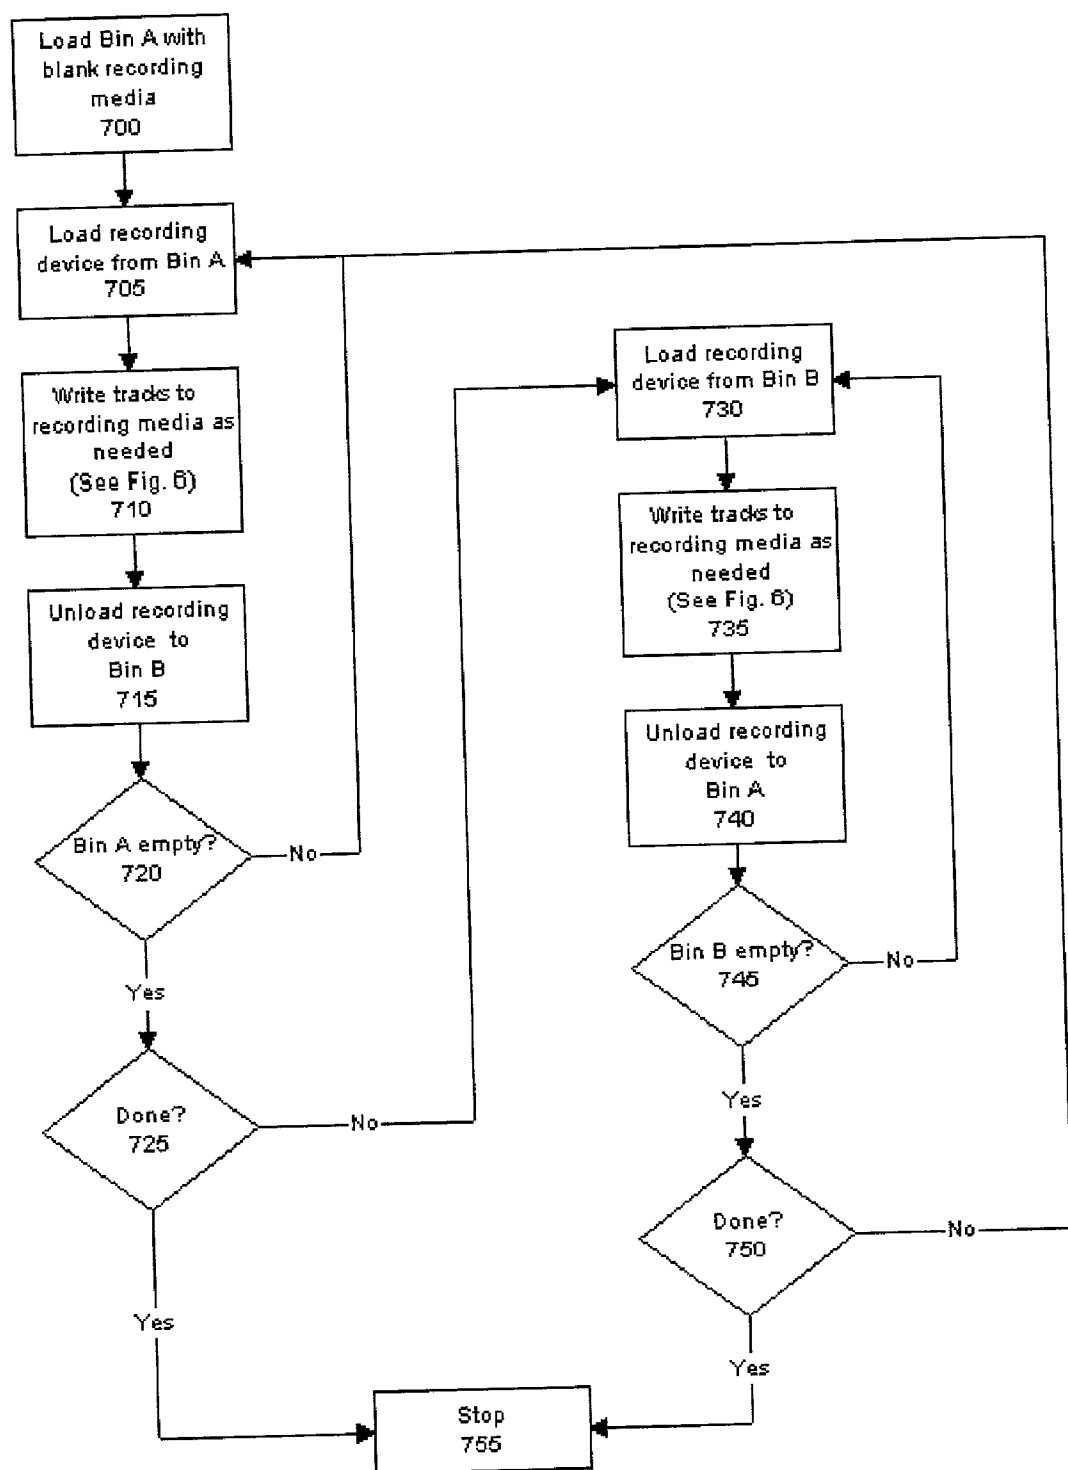 Load Bin A with
blank recording
media
700
Load recording
device from Bin A
705
Write tracks to
recording media as
needed
(See Fig. 6)
710
Unload recording
device to
Bin B
715
Bin A empty?
720
No
Yes
Done?
725
No
Yes
Load recording
device from Bin B
730
Write tracks to
recording media as
needed
(See Fig. 6)
735
Unload recording
device to
Bin A
740
Bin B empty?
745
No
Yes
Done?
750
No
Yes
Stop
755